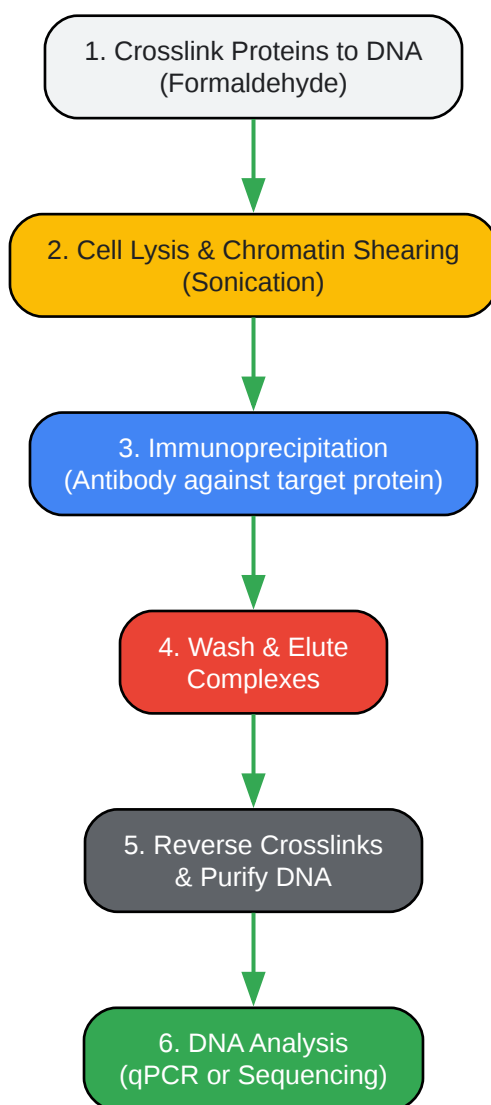 1. Crosslink Proteins to DNA
(Formaldehyde)
2. Cell Lysis & Chromatin Shearing
(Sonication)
3. Immunoprecipitation
(Antibody against target protein)
4. Wash & Elute
Complexes
5. Reverse Crosslinks
& Purify DNA
6. DNA Analysis
(qPCR or Sequencing)